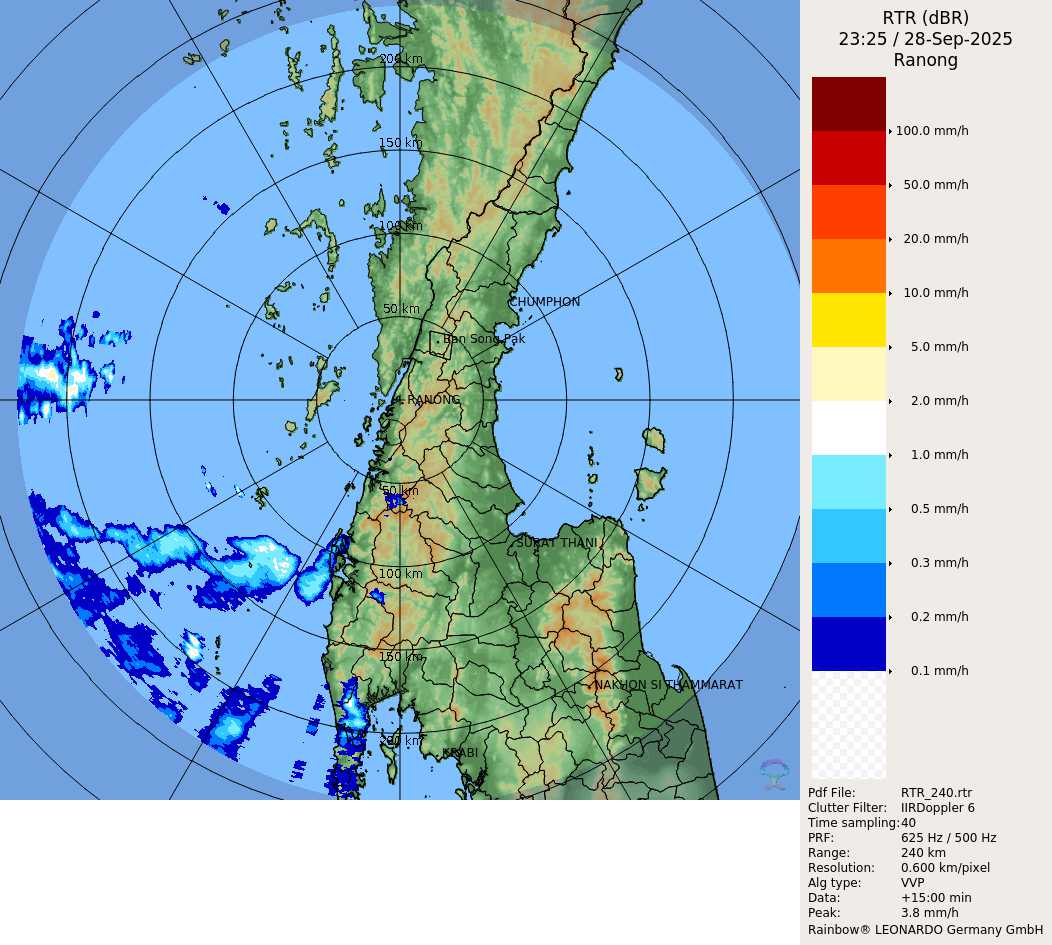 RTR (dBR)
23:25 / 28-Sep-2025
Ranong
100.0 mm/h
50.0 mm/h
20.0 mm/h
10.0 mm/h
5.0 mm/h
2.0 mm/h
1.0 mm/h
0.5 mm/h
0.3 mm/h
0.2 mm/h
0.1 mm/h
Pdf File: RTR_240.rtr
Clutter Filter: IIRDoppler 6
Time sampling: 40
PRF: 625 Hz / 500 Hz
Range: 240 km
Resolution: 0.600 km/pixel
Alg type: VVP
Data: +15:00 min
Peak: 3.8 mm/h
Rainbow® LEONARDO Germany GmbH
200 km
150 km
100 km
50 km
CHUMPHON
Ban Song Pak
RANONG
50 km
SURAT THANI
100 km
150 km
NAKHON SI THAMMARAT
200 km
KRABI